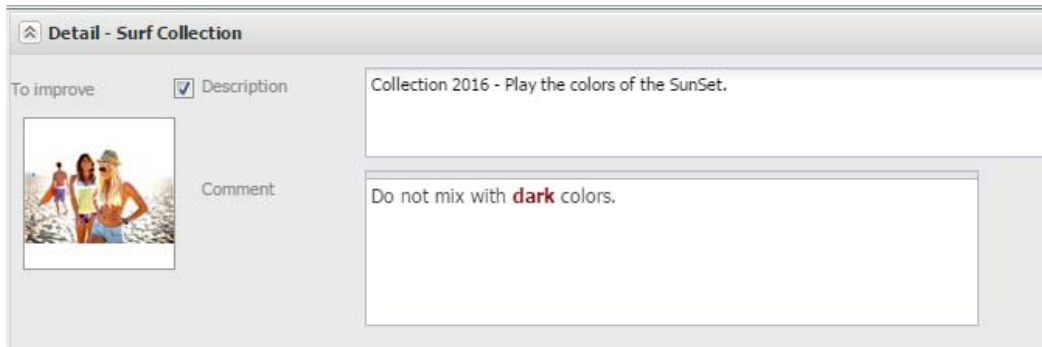 Detail - Surf Collection
To improve
Description
Collection 2016 - Play the colors of the SunSet.
Comment
Do not mix with dark colors.